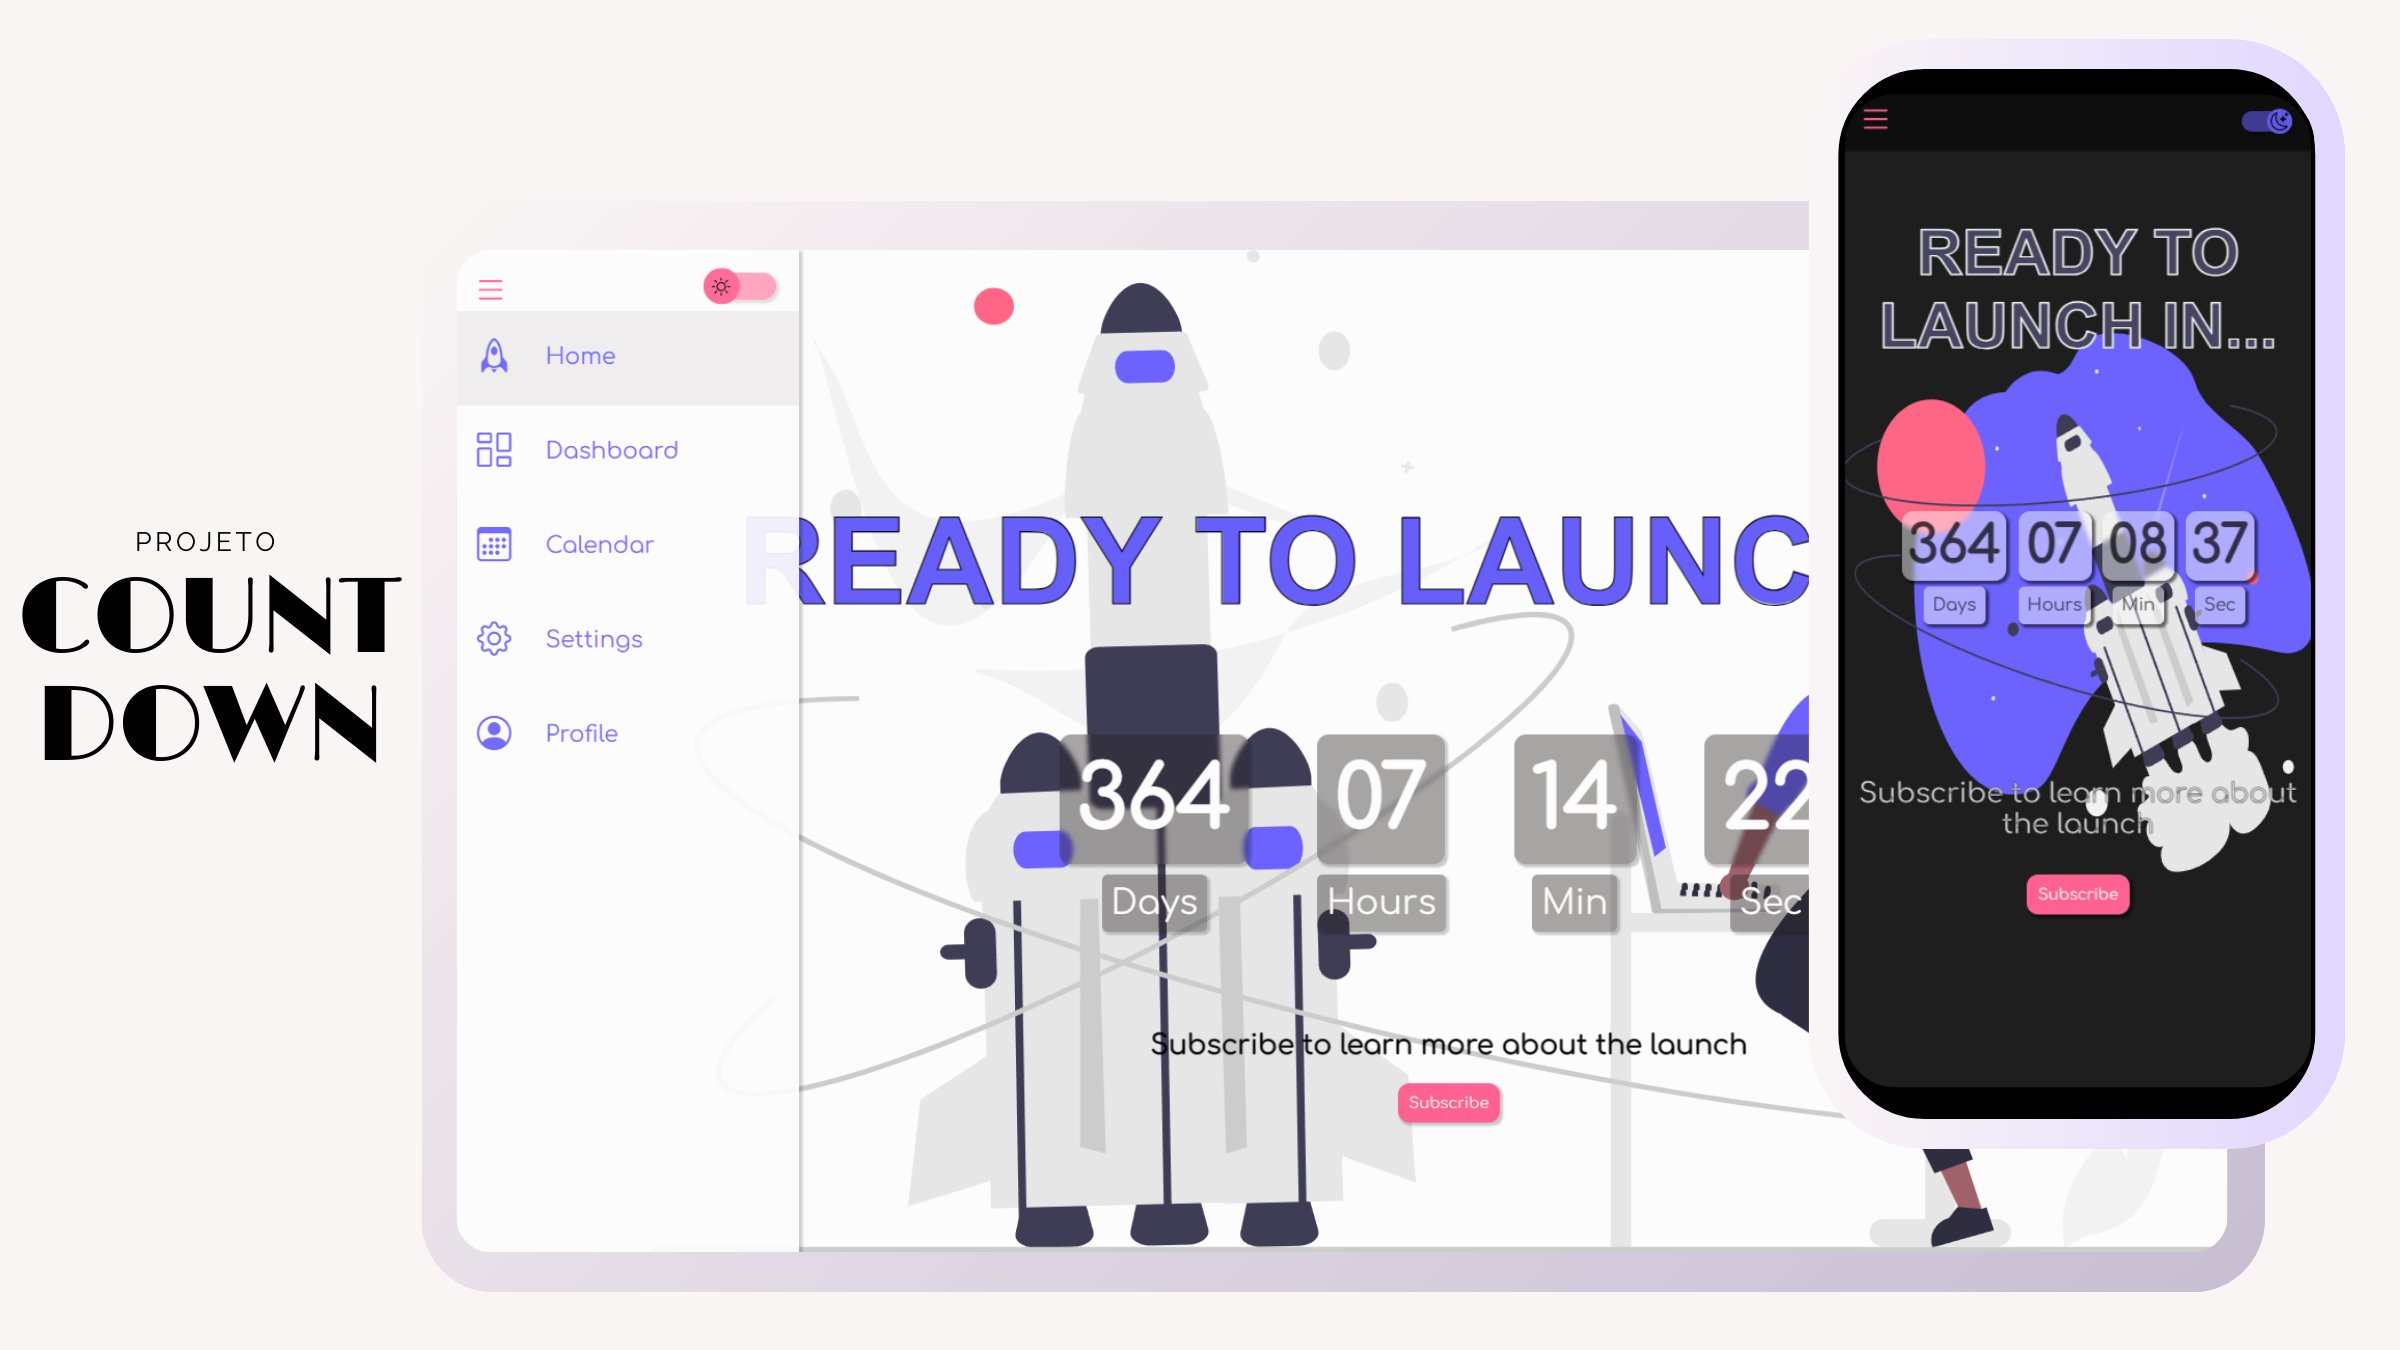 PROJETO
COUNT
DOWN
Home
Dashboard
Calendar
Settings
Profile
READY TO LAUNC
364 07 14 22
Days Hours Min Sec
Subscribe to learn more about the launch
Subscribe
READY TO
LAUNCH IN...
364 07 08 37
Days Hours Min Sec
Subscribe to learn more about
the launch
Subscribe